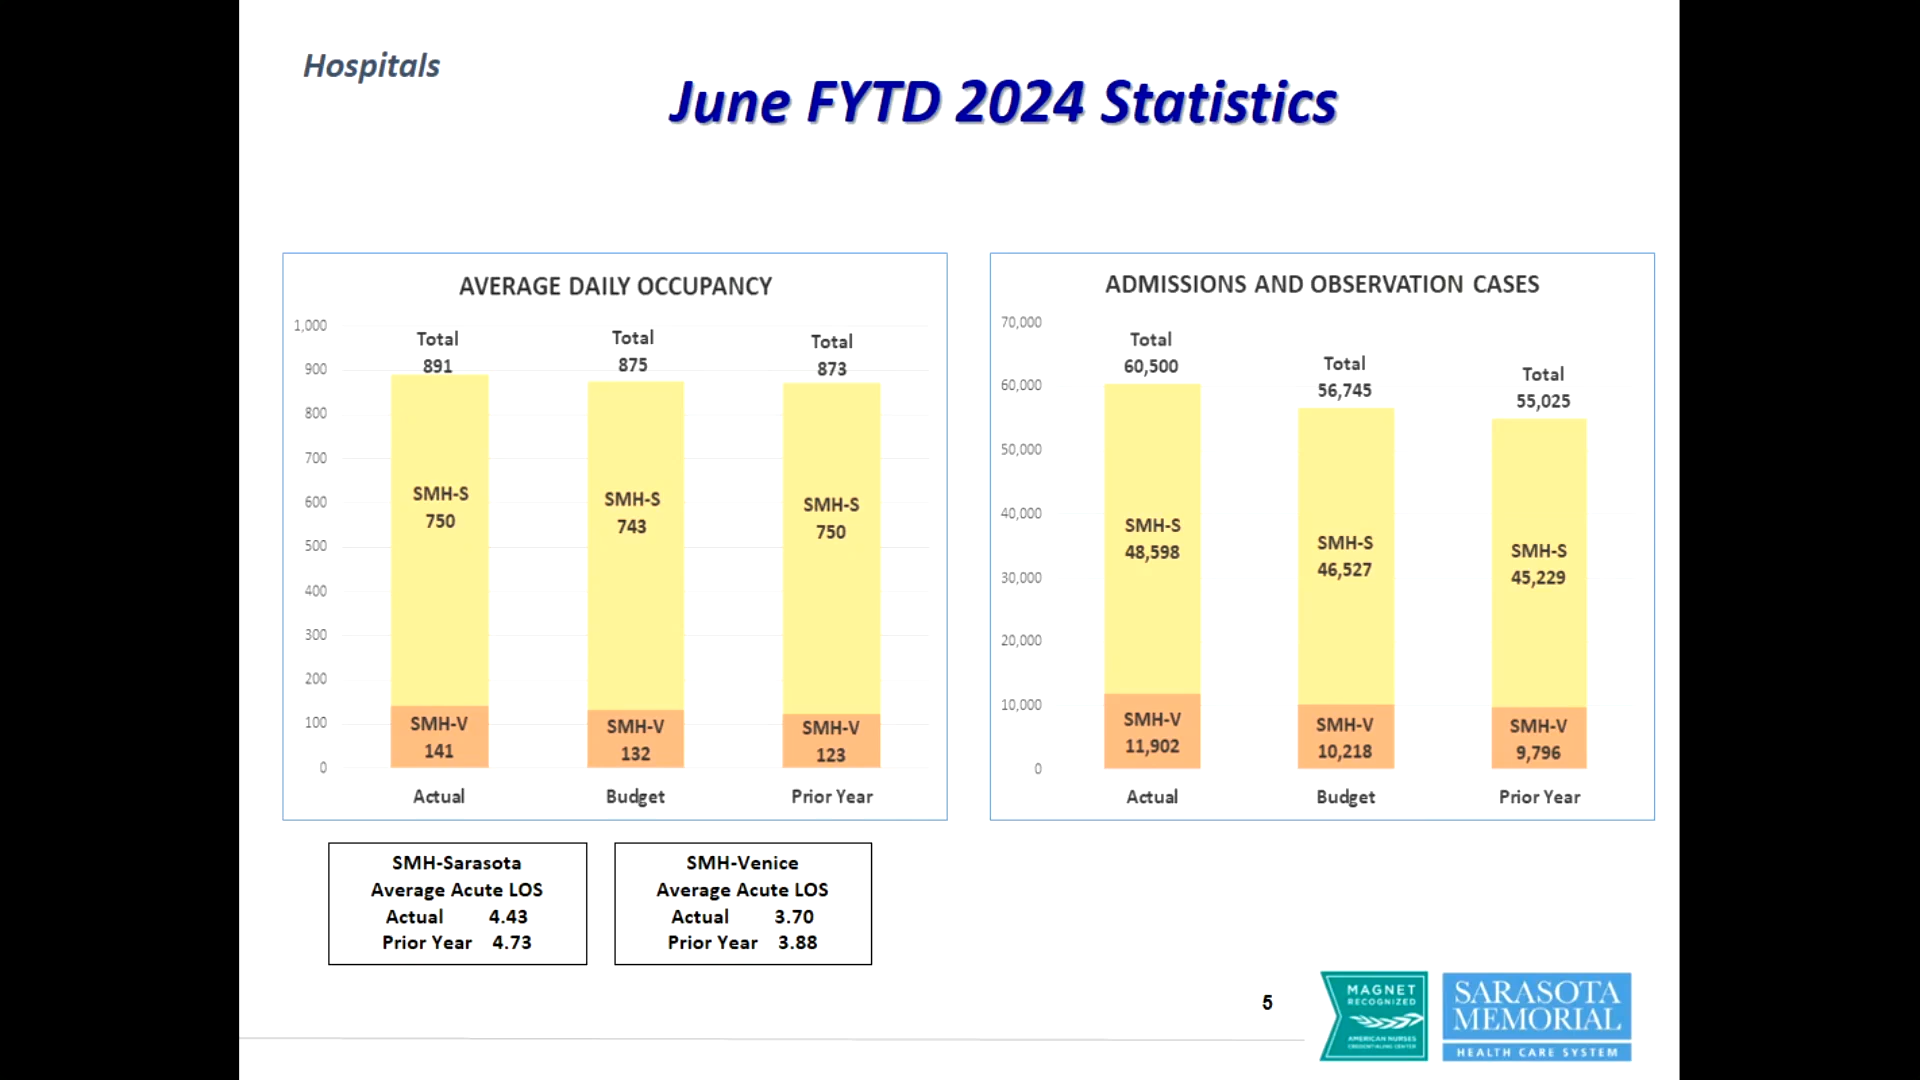 Hospitals
June FYTD 2024 Statistics
AVERAGE DAILY OCCUPANCY
1,000
900
800
700
600
500
400
300
200
100
0
Total
891
SMH-S
750
SMH-V
141
Actual
Total
875
SMH-S
743
SMH-V
132
Budget
Total
873
SMH-S
750
SMH-V
123
Prior Year
ADMISSIONS AND OBSERVATION CASES
70,000
60,000
50,000
40,000
30,000
20,000
10,000
0
Total
60,500
SMH-S
48,598
SMH-V
11,902
Actual
Total
56,745
SMH-S
46,527
SMH-V
10,218
Budget
Total
55,025
SMH-S
45,229
SMH-V
9,796
Prior Year
SMH-Sarasota
Average Acute LOS
Actual 4.43
Prior Year 4.73
SMH-Venice
Average Acute LOS
Actual 3.70
Prior Year 3.88
5
MAGNET
RECOGNIZED
AMERICAN NURSES
CREDENTIALING CENTER
SARASOTA
MEMORIAL
HEALTH CARE SYSTEM